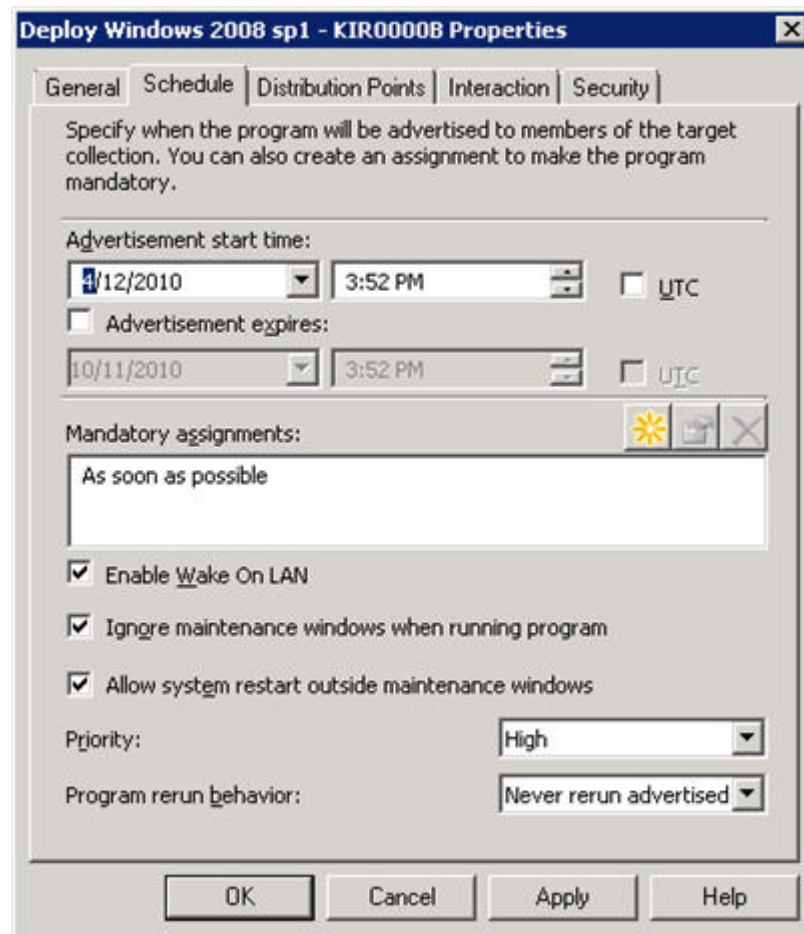 Deploy Windows 2008 sp1 - KIR0000B Properties
General Schedule Distribution Points Interaction Security
Specify when the program will be advertised to members of the target
collection. You can also create an assignment to make the program
mandatory.
Advertisement start time:
4/12/2010 3:52 PM UTC
Advertisement expires:
10/11/2010 3:52 PM UTC
Mandatory assignments:
As soon as possible
Enable Wake On LAN
Ignore maintenance windows when running program
Allow system restart outside maintenance windows
Priority: High
Program rerun behavior: Never rerun advertised
OK Cancel Apply Help